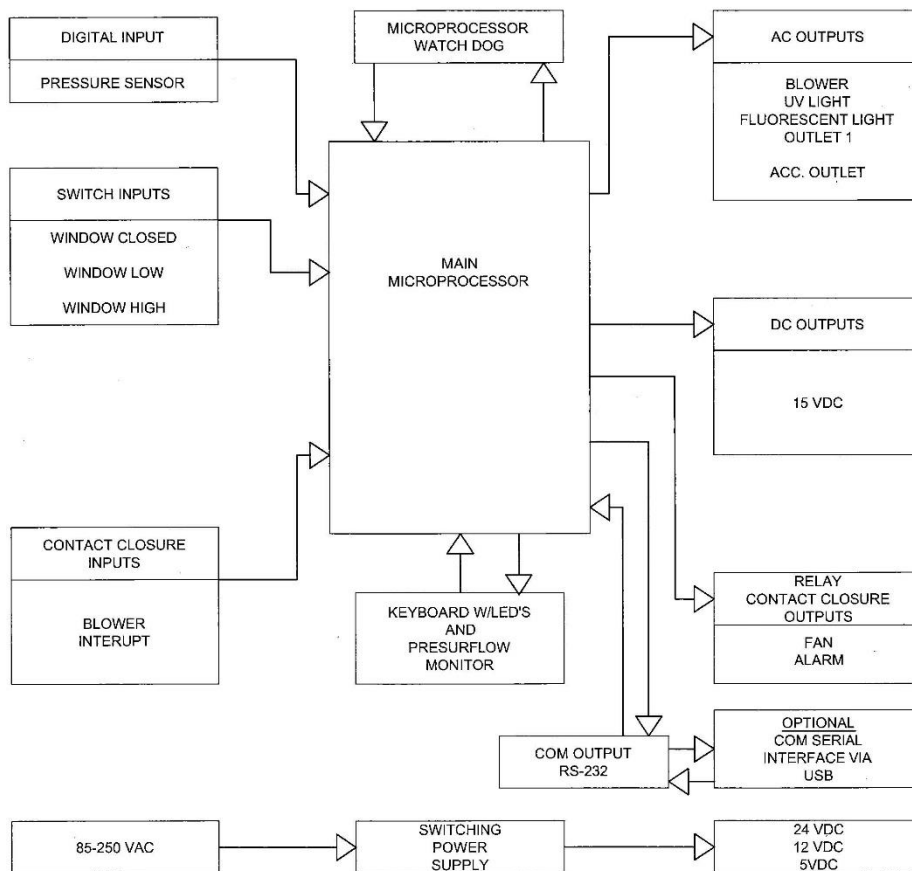 DIGITAL INPUT
PRESSURE SENSOR
MICROPROCESSOR
WATCH DOG
AC OUTPUTS
BLOWER
UV LIGHT
FLUORESCENT LIGHT
OUTLET 1
ACC. OUTLET
SWITCH INPUTS
WINDOW CLOSED
WINDOW LOW
WINDOW HIGH
MAIN
MICROPROCESSOR
DC OUTPUTS
15 VDC
CONTACT CLOSURE
INPUTS
BLOWER
INTERUPT
KEYBOARD W/LED'S
AND
PRESURFLOW
MONITOR
RELAY
CONTACT CLOSURE
OUTPUTS
FAN
ALARM
COM OUTPUT
RS-232
OPTIONAL
COM SERIAL
INTERFACE VIA
USB
85-250 VAC
SWITCHING
POWER
SUPPLY
24 VDC
12 VDC
5VDC